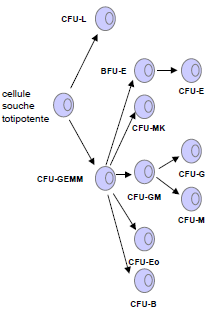 CFU-L
BFU-E
CFU-E
cellule
souche
totipotente
CFU-MK
CFU-GEMM
CFU-G
CFU-GM
CFU-M
CFU-Eo
CFU-B